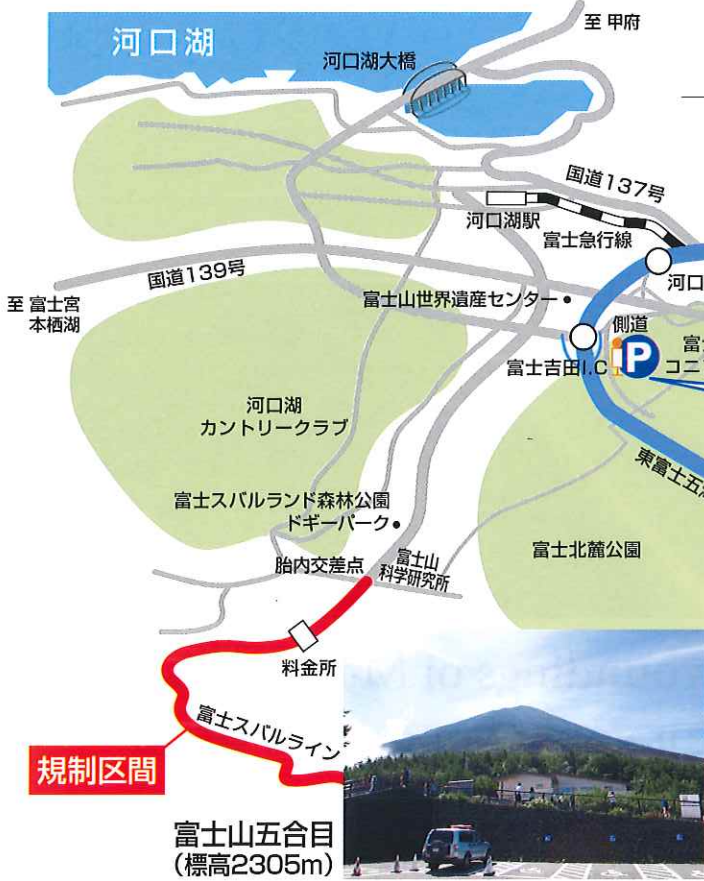 至 甲府
河口湖
河口湖大橋
国道137号
河口湖駅
富士急行線
国道139号
河口
至 富士宮
本栖湖
富士山世界遺産センター
側道
富士吉田I.C
P
富士
コニ
河口湖
カントリークラブ
東富士五湖
富士スバルランド森林公園
ドギーパーク
富士北麓公園
胎内交差点
富士山
科学研究所
料金所
富士スバルライン
規制区間
富士山五合目
(標高2305m)